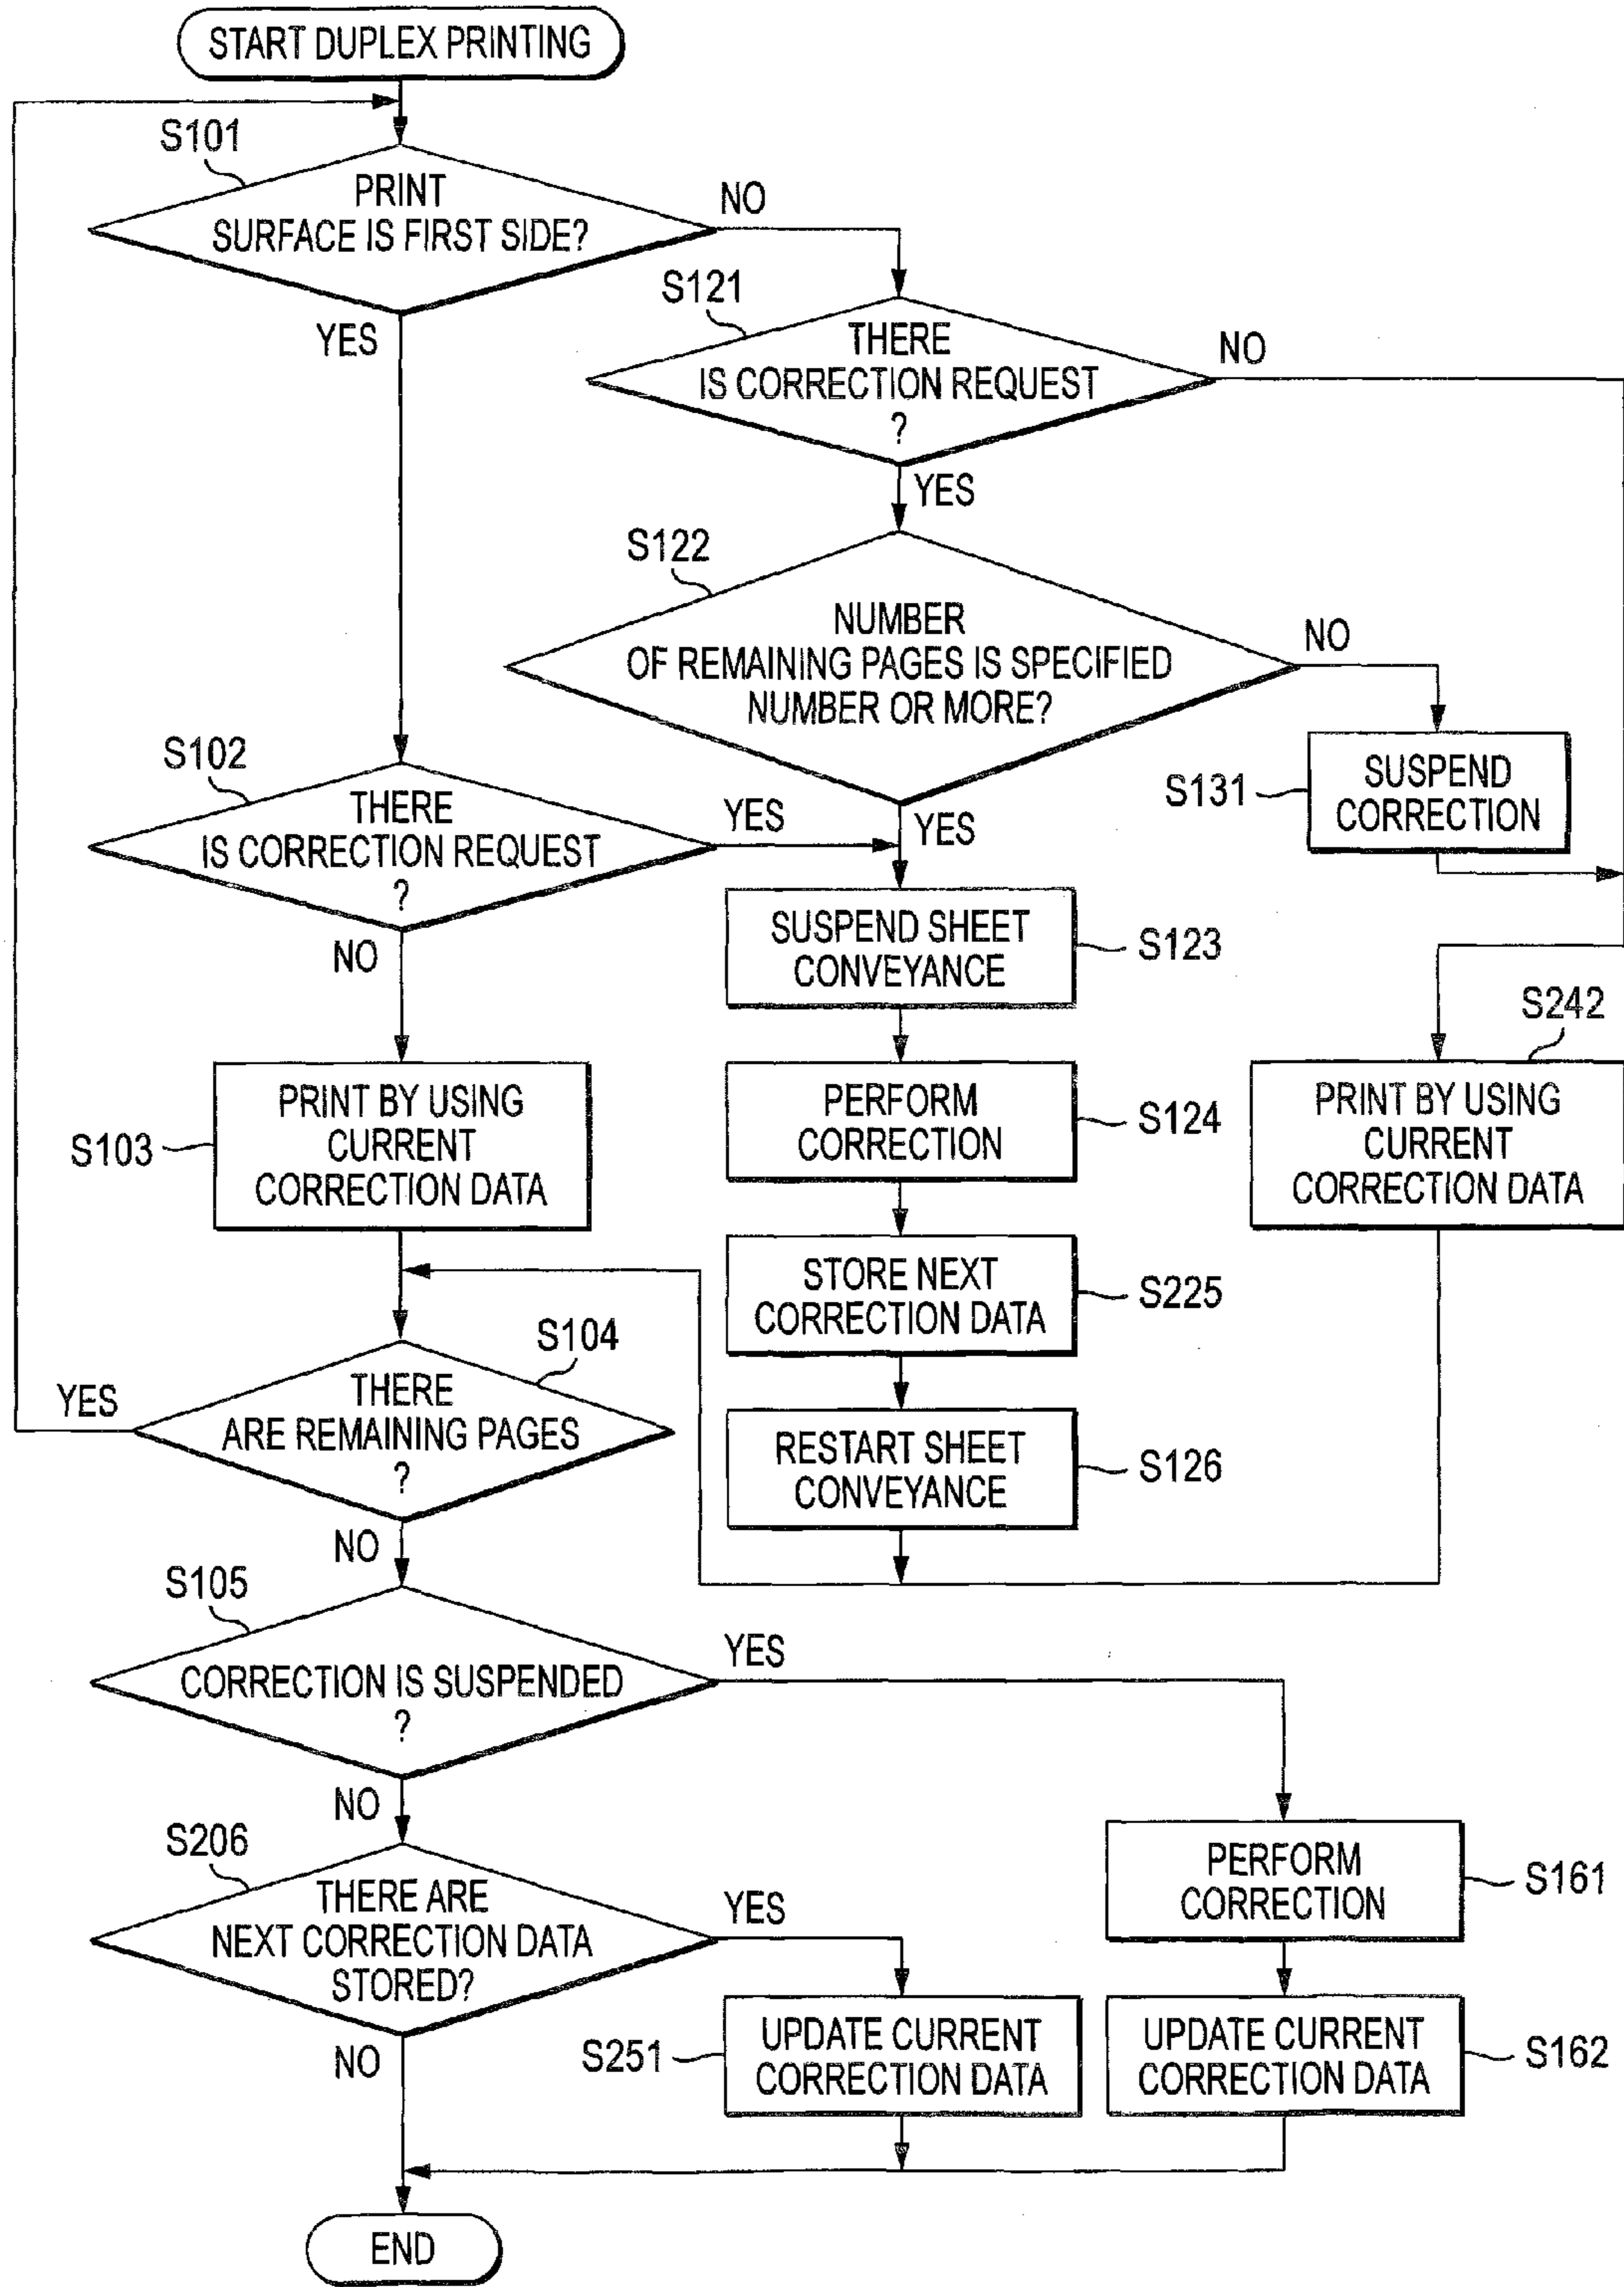 START DUPLEX PRINTING
S101
PRINT
SURFACE IS FIRST SIDE?
NO
YES
S121
THERE
IS CORRECTION REQUEST
?
NO
YES
S122
NUMBER
OF REMAINING PAGES IS SPECIFIED
NUMBER OR MORE?
NO
YES
S131
SUSPEND
CORRECTION
S102
THERE
IS CORRECTION REQUEST
?
YES
NO
SUSPEND SHEET
CONVEYANCE
S123
S242
PRINT BY USING
CURRENT
CORRECTION DATA
S103
PRINT BY USING
CURRENT
CORRECTION DATA
PERFORM
CORRECTION
S124
STORE NEXT
CORRECTION DATA
S225
S104
THERE
ARE REMAINING PAGES
?
YES
NO
RESTART SHEET
CONVEYANCE
S126
S105
CORRECTION IS SUSPENDED
?
YES
NO
S206
THERE ARE
NEXT CORRECTION DATA
STORED?
YES
NO
PERFORM
CORRECTION
S161
S251
UPDATE CURRENT
CORRECTION DATA
UPDATE CURRENT
CORRECTION DATA
S162
END